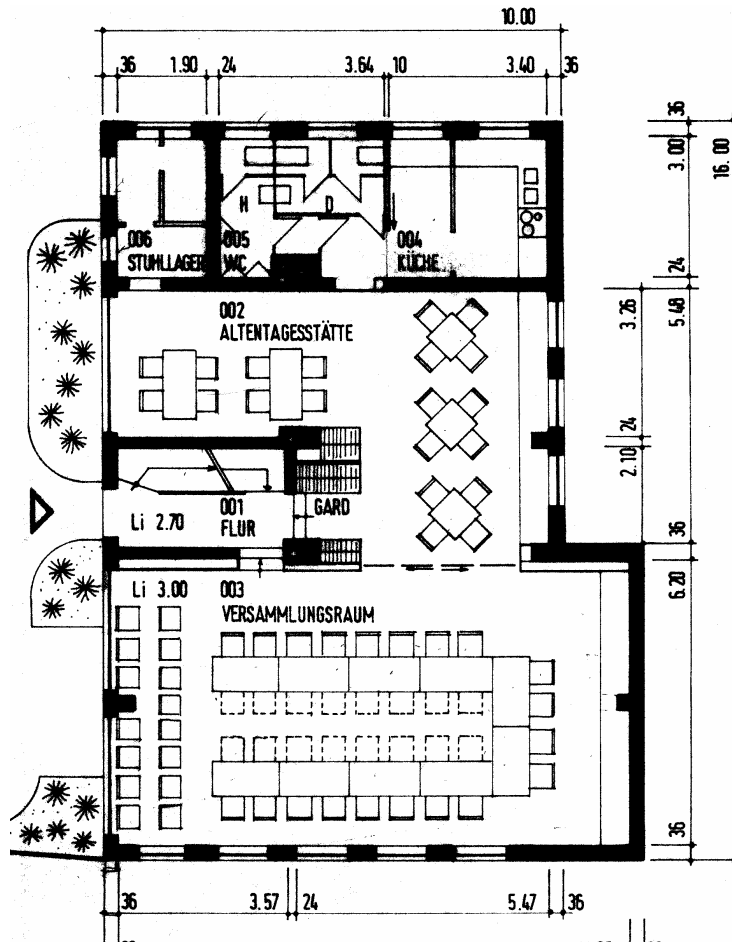 10.00
36 1.90 24 3.64 10 3.40 36
36
3.00
16.00
24
H D
006 005 004
STUHLLAGER WC KÜCHE
002
ALTENTAGESSTÄTTE
3.26
5.48
24
2.10
001 GARD
Li 2.70 FLUR
36
Li 3.00 003
VERSAMMLUNGSRAUM
6.20
36
36 3.57 24 5.47 36